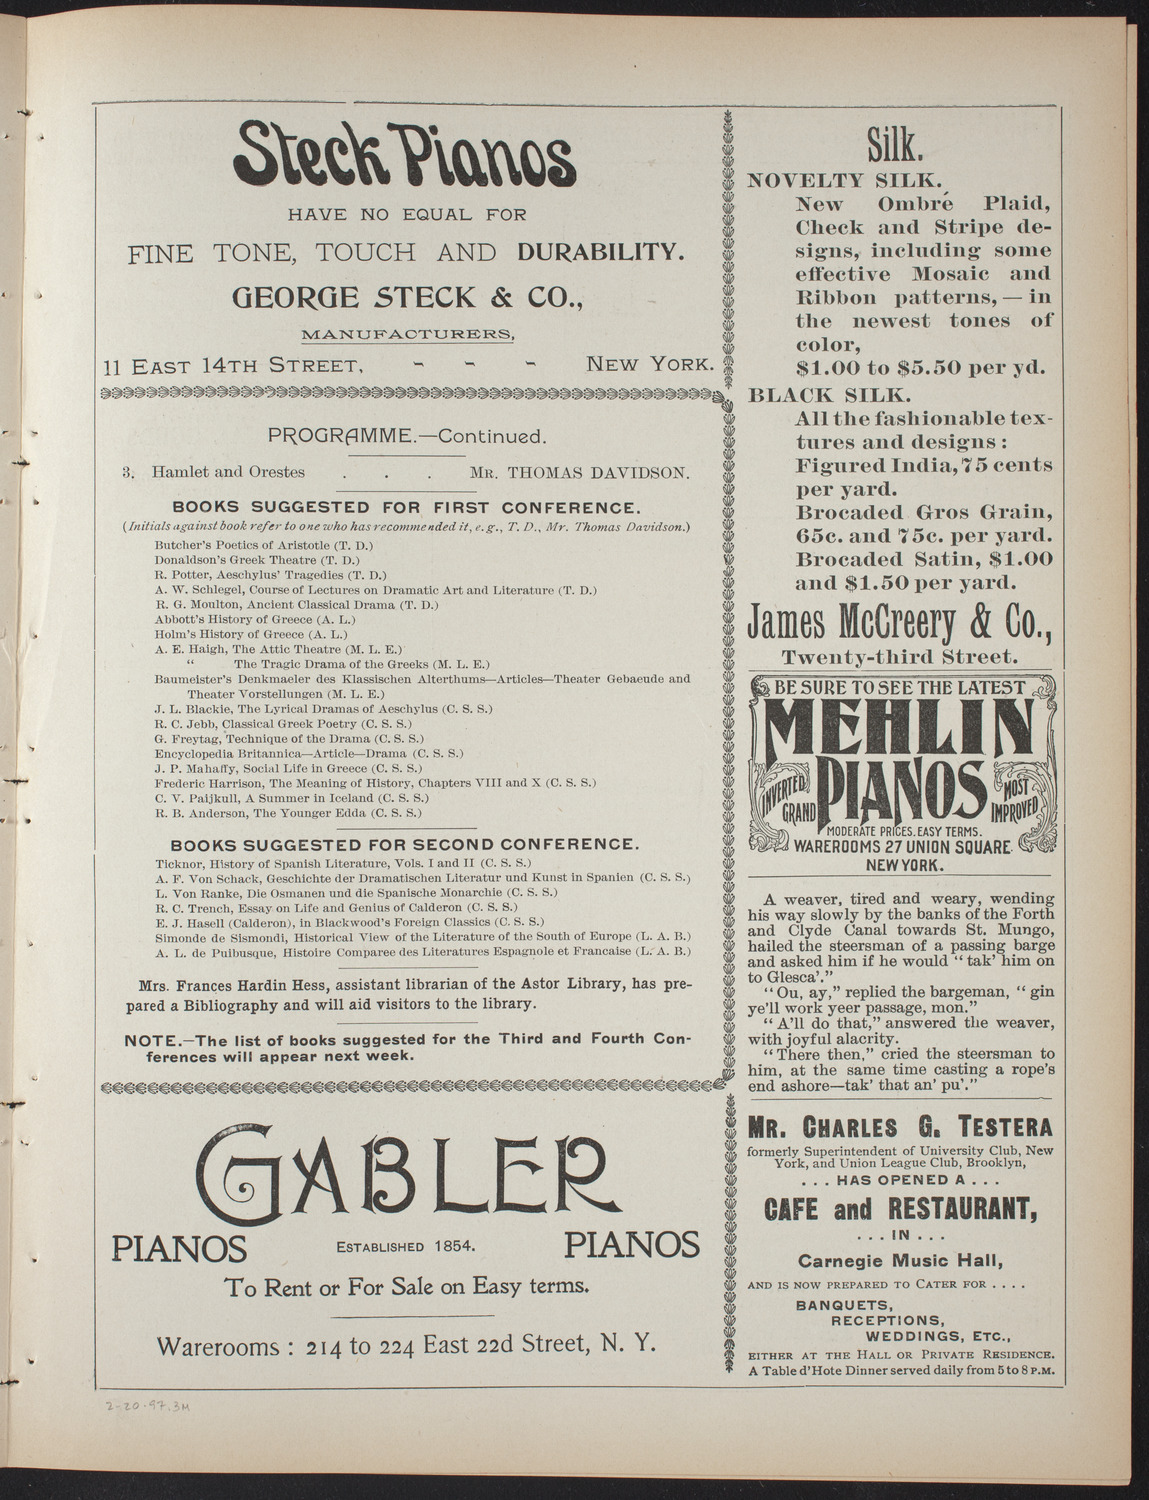 Steck Pianos
HAVE NO EQUAL FOR
FINE TONE, TOUCH AND DURABILITY.
GEORGE STECK & CO.,
MANUFACTURERS,
11 EAST 14TH STREET, - - - NEW YORK.
PROGRAMME.—Continued.
3. Hamlet and Orestes . . . MR. THOMAS DAVIDSON.
BOOKS SUGGESTED FOR FIRST CONFERENCE.
(Initials against book refer to one who has recommended it, e. g., T. D., Mr. Thomas Davidson.)
Butcher's Poetics of Aristotle (T. D.)
Donaldson's Greek Theatre (T. D.)
R. Potter, Aeschylus' Tragedies (T. D.)
A. W. Schlegel, Course of Lectures on Dramatic Art and Literature (T. D.)
R. G. Moulton, Ancient Classical Drama (T. D.)
Abbott's History of Greece (A. L.)
Holm's History of Greece (A. L.)
A. E. Haigh, The Attic Theatre (M. L. E.)
“ The Tragic Drama of the Greeks (M. L. E.)
Baumeister's Denkmaeler des Klassischen Alterthums—Articles—Theater Gebaeude and
Theater Vorstellungen (M. L. E.)
J. L. Blackie, The Lyrical Dramas of Aeschylus (C. S. S.)
R. C. Jebb, Classical Greek Poetry (C. S. S.)
G. Freytag, Technique of the Drama (C. S. S.)
Encyclopedia Britannica—Article—Drama (C. S. S.)
J. P. Mahaffy, Social Life in Greece (C. S. S.)
Frederic Harrison, The Meaning of History, Chapters VIII and X (C. S. S.)
C. V. Paijkull, A Summer in Iceland (C. S. S.)
R. B. Anderson, The Younger Edda (C. S. S.)
BOOKS SUGGESTED FOR SECOND CONFERENCE.
Ticknor, History of Spanish Literature, Vols. I and II (C. S. S.)
A. F. Von Schack, Geschichte der Dramatischen Literatur und Kunst in Spanien (C. S. S.)
L. Von Ranke, Die Osmanen und die Spanische Monarchie (C. S. S.)
R. C. Trench, Essay on Life and Genius of Calderon (C. S. S.)
E. J. Hasell (Calderon), in Blackwood's Foreign Classics (C. S. S.)
Simonde de Sismondi, Historical View of the Literature of the South of Europe (L. A. B.)
A. L. de Puibusque, Histoire Comparee des Literatures Espagnole et Francaise (L. A. B.)
Mrs. Frances Hardin Hess, assistant librarian of the Astor Library, has pre-
pared a Bibliography and will aid visitors to the library.
NOTE.—The list of books suggested for the Third and Fourth Con-
ferences will appear next week.
GABLER
PIANOS ESTABLISHED 1854. PIANOS
To Rent or For Sale on Easy terms.
Warerooms : 214 to 224 East 22d Street, N. Y.
2-20-97.3M
Silk.
NOVELTY SILK.
New Ombré Plaid,
Check and Stripe de-
signs, including some
effective Mosaic and
Ribbon patterns, — in
the newest tones of
color,
$1.00 to $5.50 per yd.
BLACK SILK.
All the fashionable tex-
tures and designs :
Figured India, 75 cents
per yard.
Brocaded Gros Grain,
65c. and 75c. per yard.
Brocaded Satin, $1.00
and $1.50 per yard.
James McCreery & Co.,
Twenty-third Street.
BE SURE TO SEE THE LATEST
MEHLIN
INVERTED GRAND PIANOS MOST IMPROVED
MODERATE PRICES. EASY TERMS.
WAREROOMS 27 UNION SQUARE
NEW YORK.
A weaver, tired and weary, wending
his way slowly by the banks of the Forth
and Clyde Canal towards St. Mungo,
hailed the steersman of a passing barge
and asked him if he would “ tak' him on
to Glesca'.”
“ Ou, ay,” replied the bargeman, “ gin
ye'll work yeer passage, mon.”
“ A'll do that,” answered the weaver,
with joyful alacrity.
“ There then,” cried the steersman to
him, at the same time casting a rope's
end ashore—tak' that an' pu'.”
MR. CHARLES G. TESTERA
formerly Superintendent of University Club, New
York, and Union League Club, Brooklyn,
. . . HAS OPENED A . . .
CAFE and RESTAURANT,
. . . IN . . .
Carnegie Music Hall,
AND IS NOW PREPARED TO CATER FOR . . . .
BANQUETS,
RECEPTIONS,
WEDDINGS, ETC.,
EITHER AT THE HALL OR PRIVATE RESIDENCE.
A Table d'Hote Dinner served daily from 5 to 8 P.M.